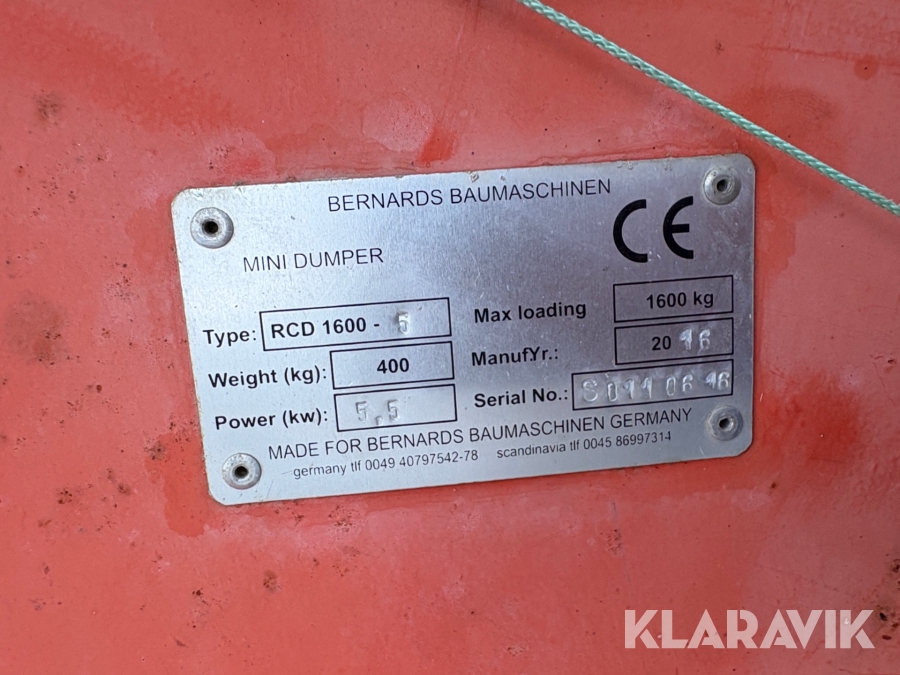 BERNARDS BAUMASCHINEN
CE
MINI DUMPER
Type: RCD 1600 - 5
Max loading 1600 kg
Weight (kg): 400
ManufYr.: 20 16
Power (kw): 5,5
Serial No.: S0110616
MADE FOR BERNARDS BAUMASCHINEN GERMANY
germany tlf 0049 40797542-78 scandinavia tlf 0045 86997314
KLARAVIK